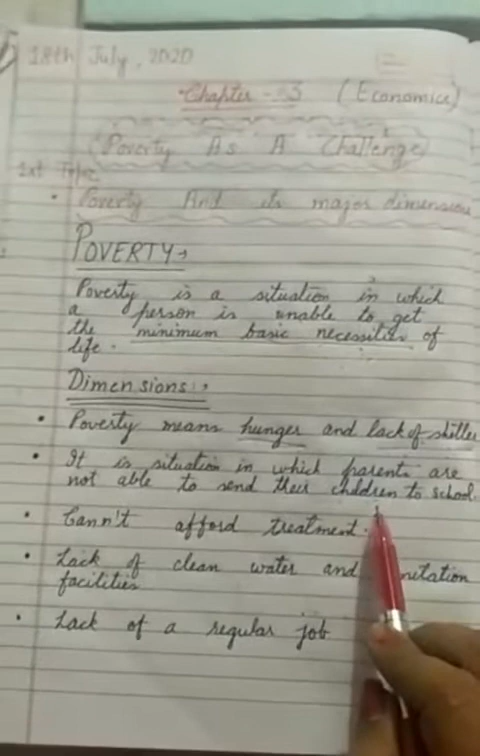 18th July, 2020
Chapter - 3 (Economics)
(Poverty As A Challenge)
1st Topic
• Poverty And its major dimensions
POVERTY →
Poverty is a situation in which
a person is unable to get
the minimum basic necessities of
life.
Dimensions :→
• Poverty means hunger and lack of shilter
• It is situation in which parents are
not able to send their children to school.
• Cann't afford treatment.
• Lack of clean water and
facilities
• Lack of a regular job